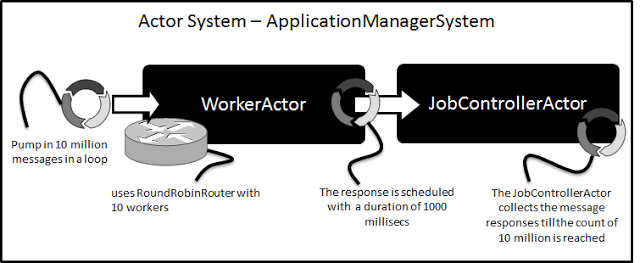 Actor System – ApplicationManagerSystem
WorkerActor
JobControllerActor
Pump in 10 million
messages in a loop
uses RoundRobinRouter with
10 workers
The response is scheduled
with a duration of 1000
millisecs
The JobControllerActor
collects the message
responses till the count of
10 million is reached